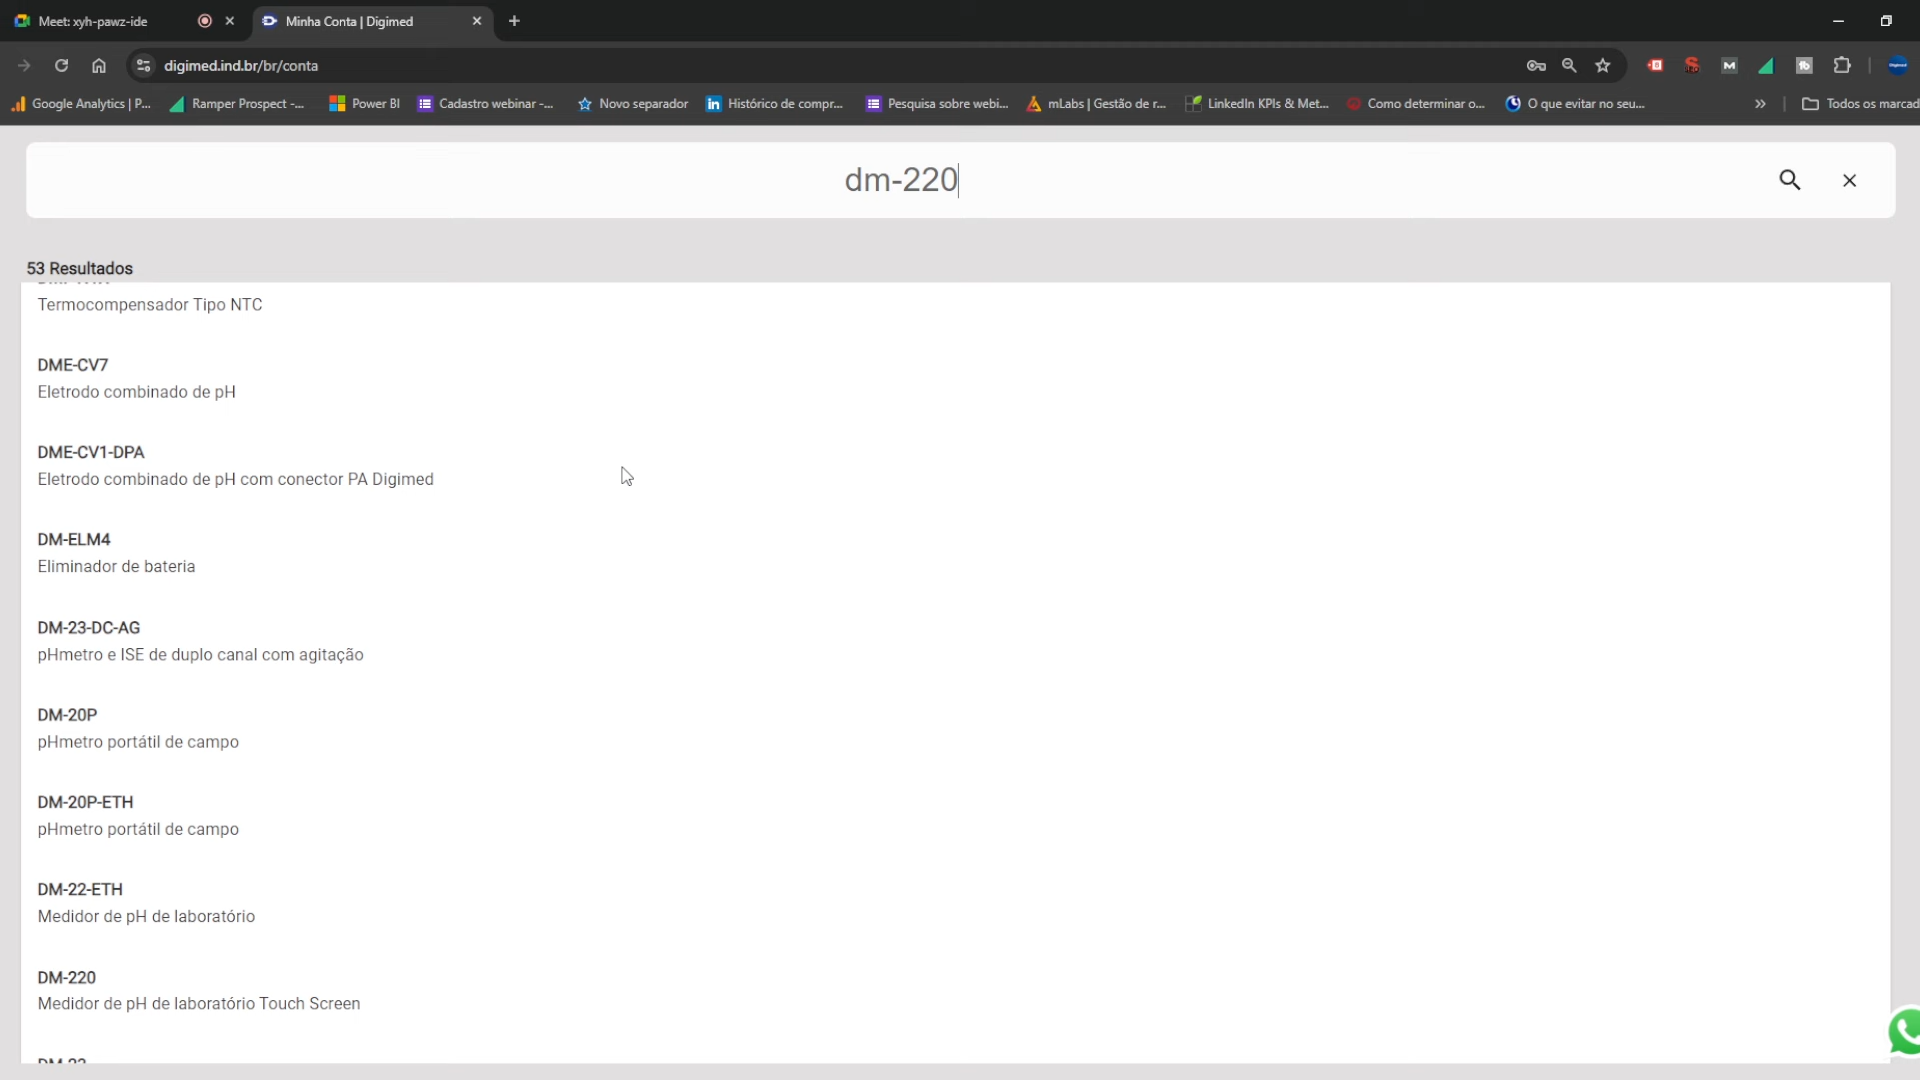 Meet: xyh-pawz-ide
Minha Conta | Digimed
digimed.ind.br/br/conta
Google Analytics | P...
Ramper Prospect -...
Power BI
Cadastro webinar -...
Novo separador
Histórico de compr...
Pesquisa sobre webi...
mLabs | Gestão de r...
LinkedIn KPIs & Met...
Como determinar o...
O que evitar no seu...
»
Todos os marcad
dm-220
53 Resultados
Termocompensador Tipo NTC
DME-CV7
Eletrodo combinado de pH
DME-CV1-DPA
Eletrodo combinado de pH com conector PA Digimed
DM-ELM4
Eliminador de bateria
DM-23-DC-AG
pHmetro e ISE de duplo canal com agitação
DM-20P
pHmetro portátil de campo
DM-20P-ETH
pHmetro portátil de campo
DM-22-ETH
Medidor de pH de laboratório
DM-220
Medidor de pH de laboratório Touch Screen